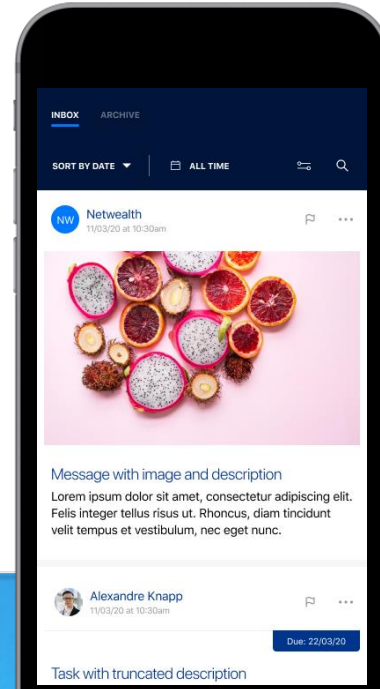 INBOX ARCHIVE
SORT BY DATE ALL TIME
NW Netwealth
11/03/20 at 10:30am
Message with image and description
Lorem ipsum dolor sit amet, consectetur adipiscing elit.
Felis integer tellus risus ut. Rhoncus, diam tincidunt
velit tempus et vestibulum, nec eget nunc.
Alexandre Knapp
11/03/20 at 10:30am
Due: 22/03/20
Task with truncated description